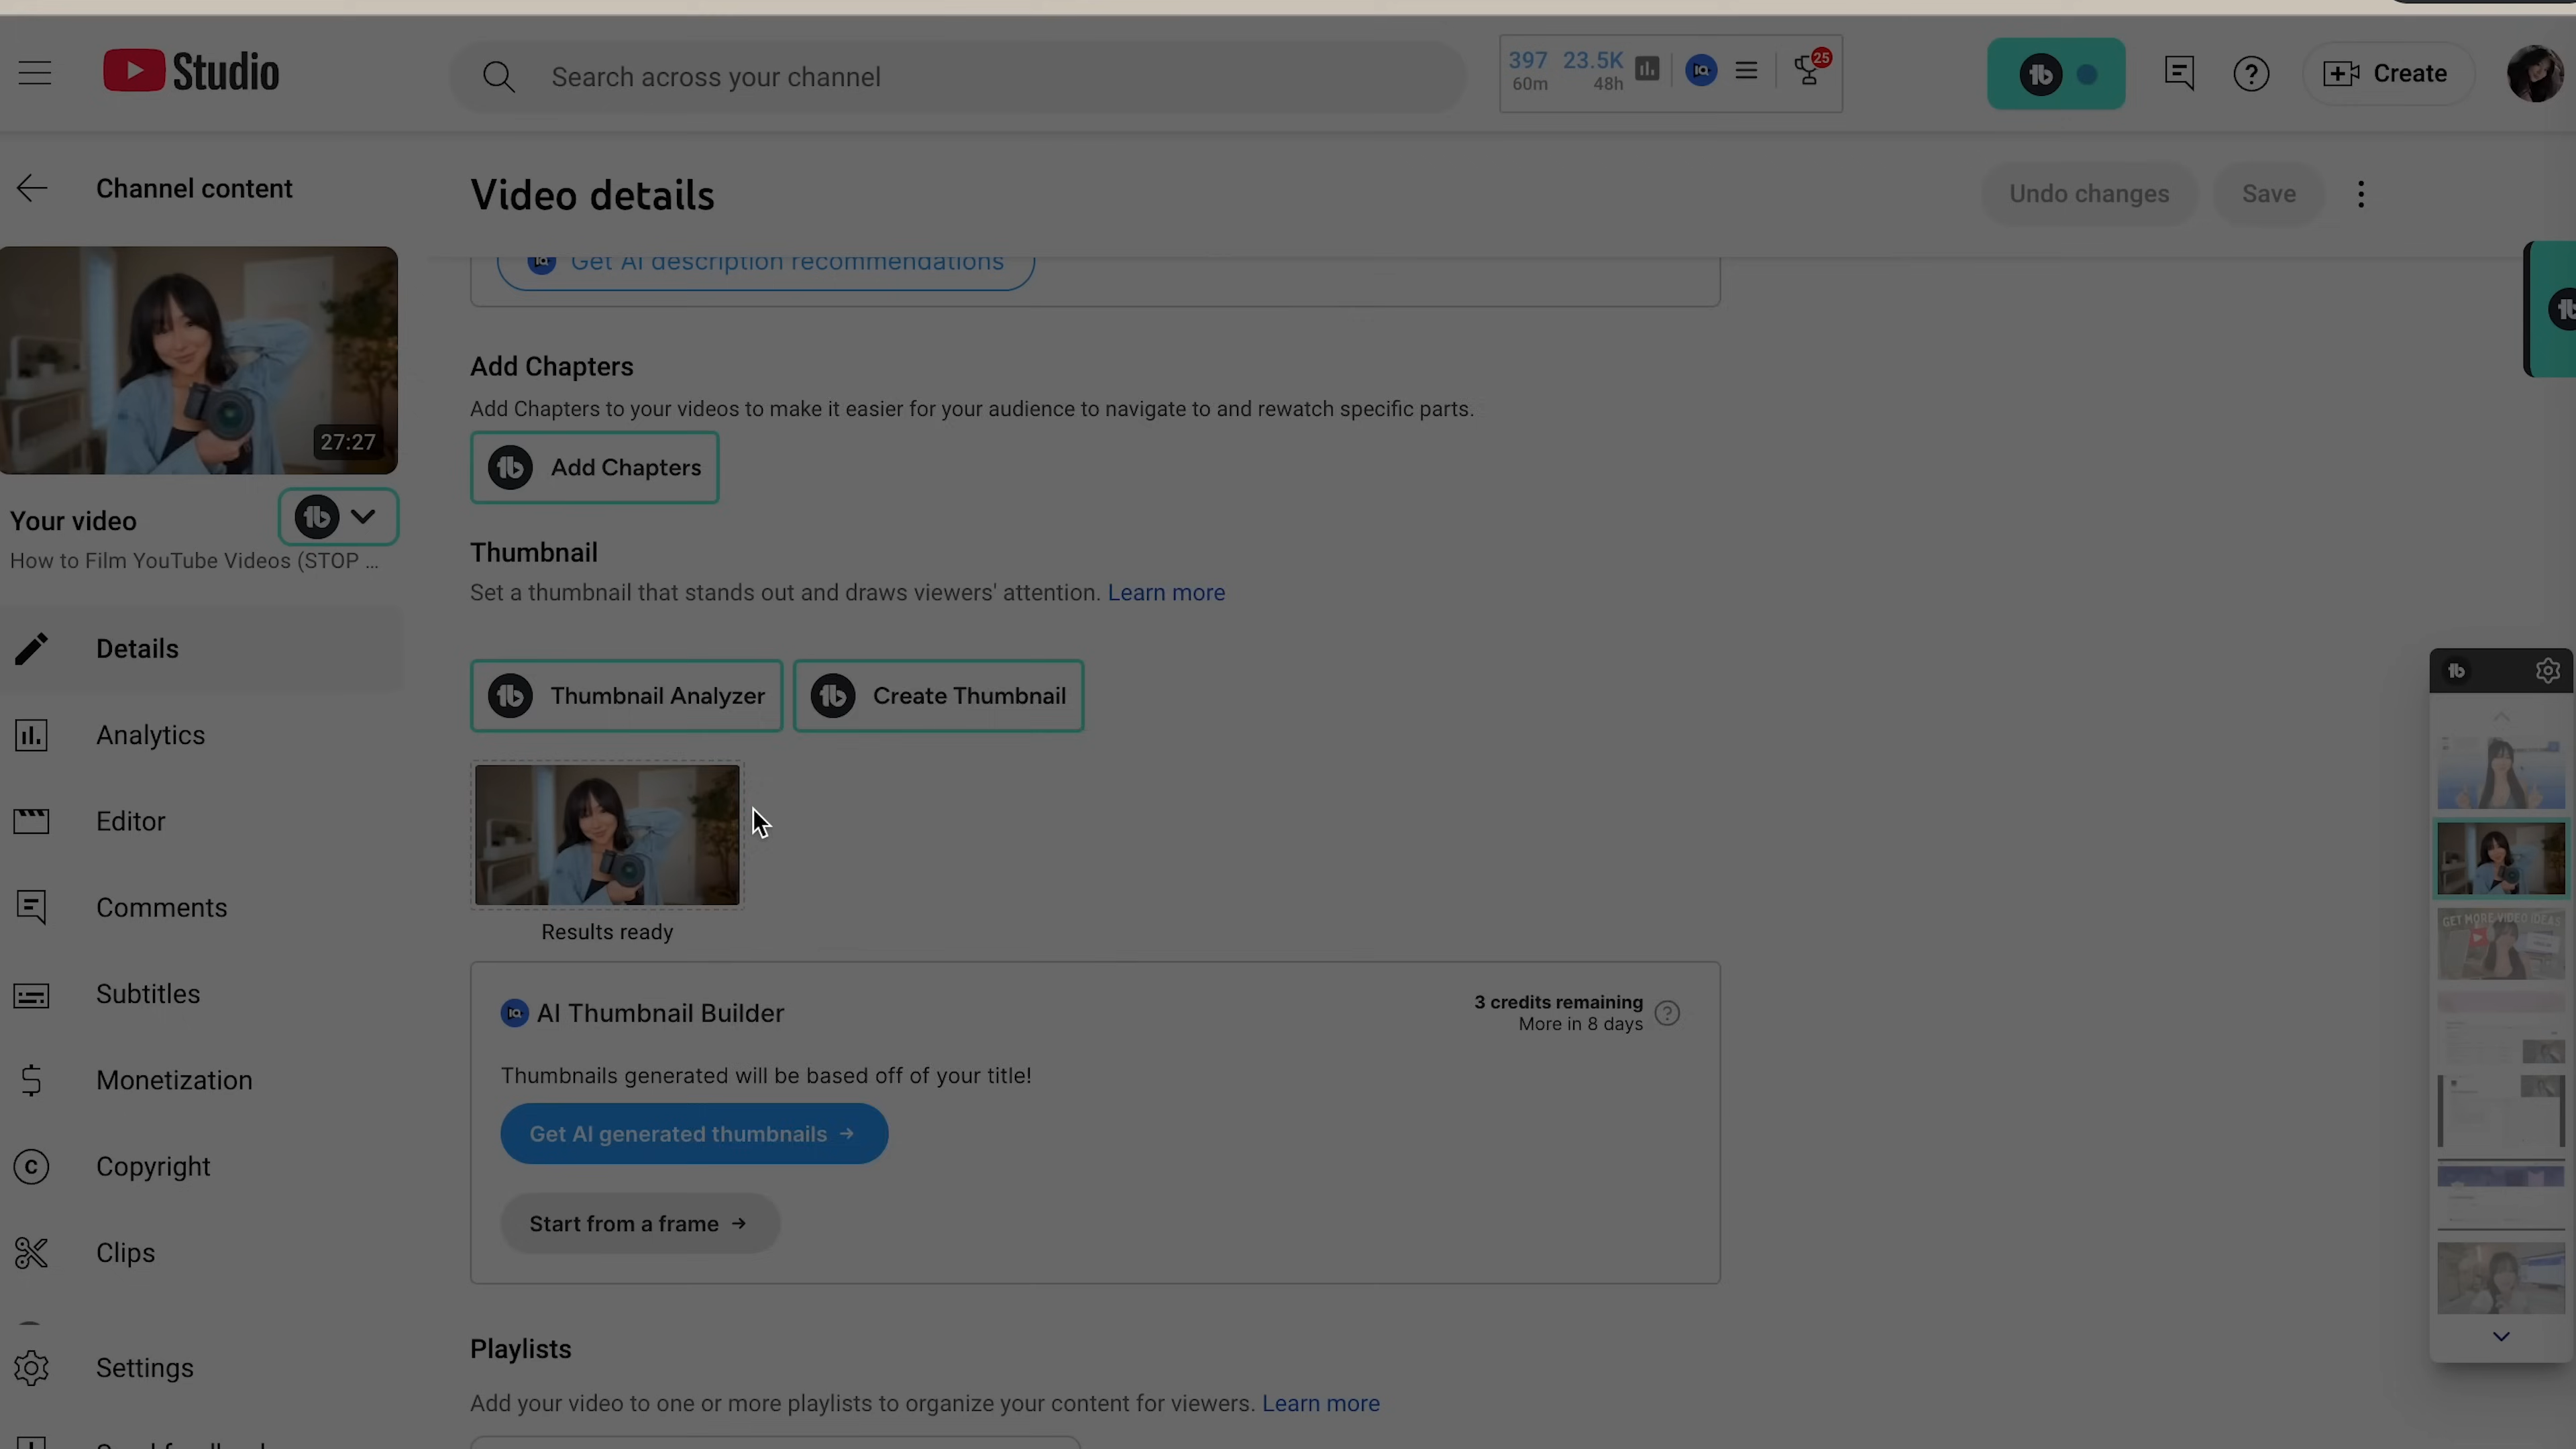 Studio
Search across your channel
397 23.5K
60m 48h
25
Create
Channel content
Video details
Undo changes
Save
Get AI description recommendations
27:27
Your video
How to Film YouTube Videos (STOP ...
Details
Analytics
Editor
Comments
Subtitles
Monetization
Copyright
Clips
Settings
Add Chapters
Add Chapters to your videos to make it easier for your audience to navigate to and rewatch specific parts.
Add Chapters
Thumbnail
Set a thumbnail that stands out and draws viewers' attention. Learn more
Thumbnail Analyzer
Create Thumbnail
Results ready
AI Thumbnail Builder
3 credits remaining
More in 8 days
Thumbnails generated will be based off of your title!
Get AI generated thumbnails →
Start from a frame →
Playlists
Add your video to one or more playlists to organize your content for viewers. Learn more
GET MORE VIDEO IDEAS